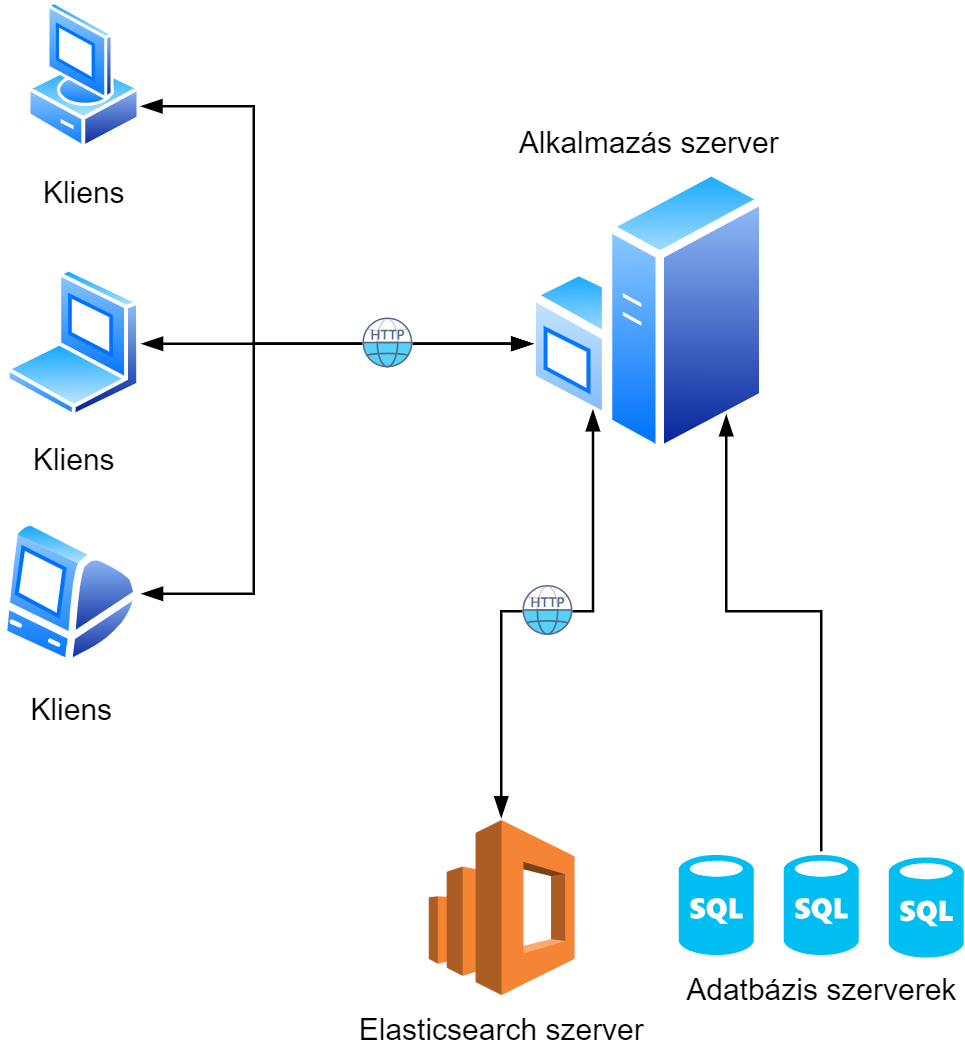 Kliens
Alkalmazás szerver
HTTP
Kliens
Kliens
HTTP
SQL
SQL
SQL
Adatbázis szerverek
Elasticsearch szerver